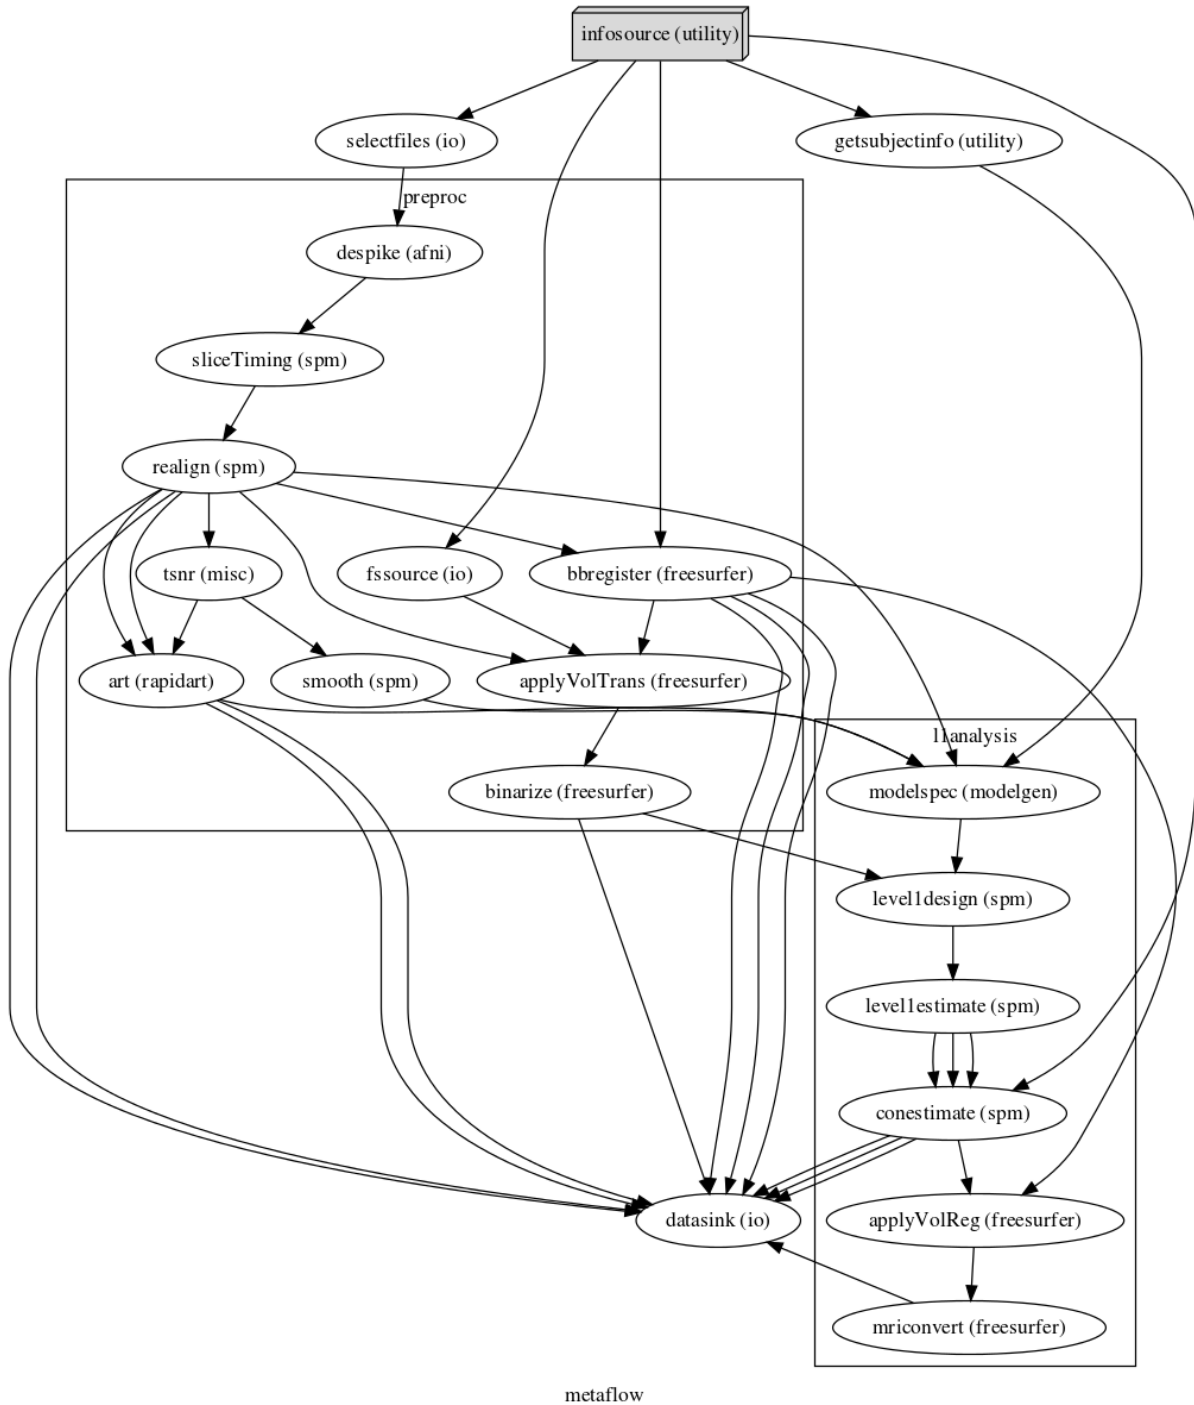 infosource (utility)
selectfiles (io)
getsubjectinfo (utility)
preproc
despike (afni)
sliceTiming (spm)
realign (spm)
tsnr (misc)
fssource (io)
bbregister (freesurfer)
art (rapidart)
smooth (spm)
applyVolTrans (freesurfer)
l1analysis
binarize (freesurfer)
modelspec (modelgen)
level1design (spm)
level1estimate (spm)
conestimate (spm)
datasink (io)
applyVolReg (freesurfer)
mriconvert (freesurfer)
metaflow